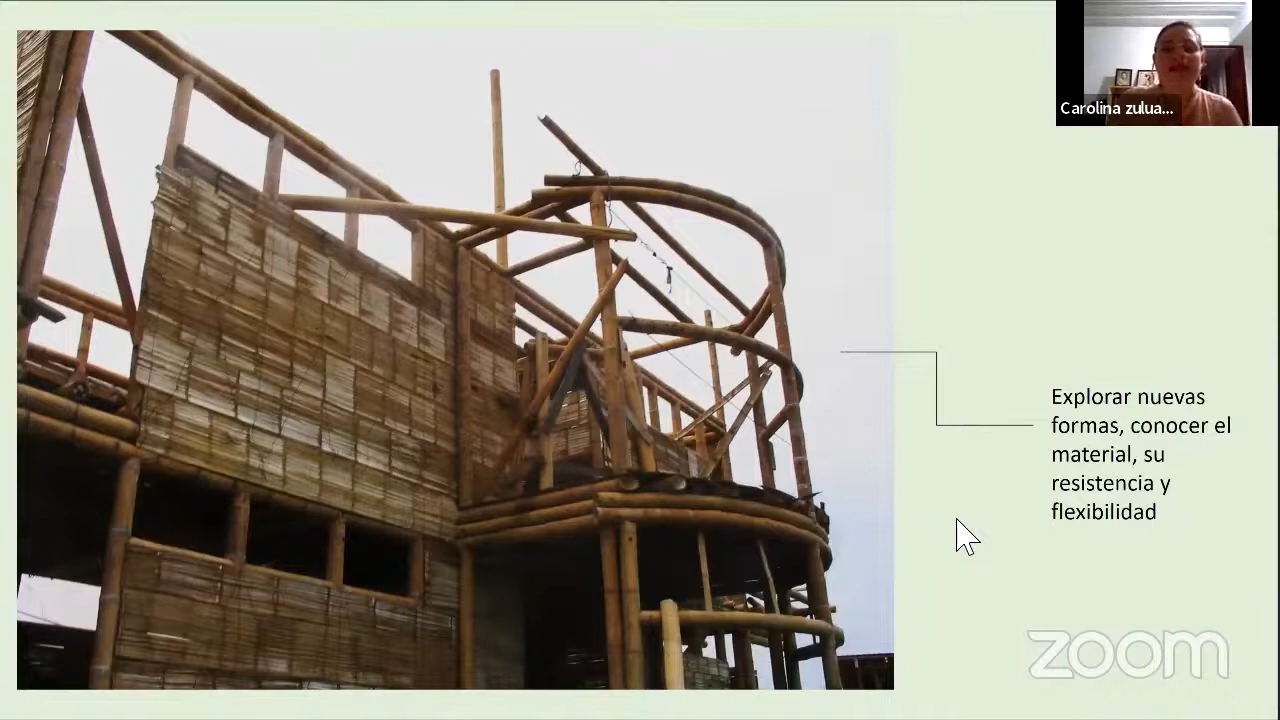 Carolina zulua...
Explorar nuevas
formas, conocer el
material, su
resistencia y
flexibilidad
zoom